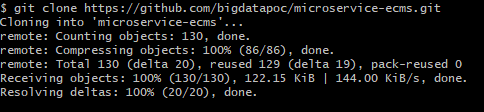 $ git clone https://github.com/bigdatapoc/microservice-ecms.git
Cloning into 'microservice-ecms'...
remote: Counting objects: 130, done.
remote: Compressing objects: 100% (86/86), done.
remote: Total 130 (delta 20), reused 129 (delta 19), pack-reused 0
Receiving objects: 100% (130/130), 122.15 KiB | 144.00 KiB/s, done.
Resolving deltas: 100% (20/20), done.